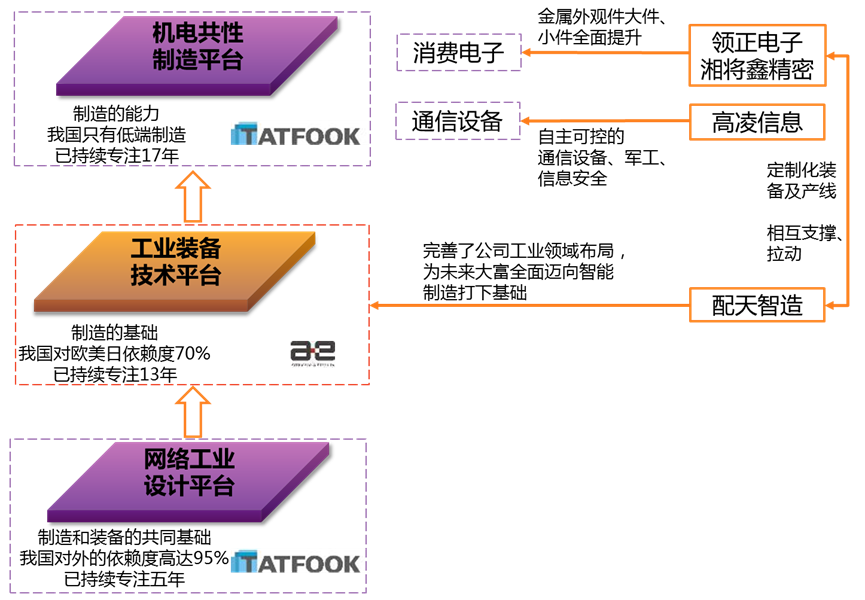 机电共性
制造平台
制造的能力
我国只有低端制造
已持续专注17年
TATFOOK
工业装备
技术平台
制造的基础
我国对欧美日依赖度70%
已持续专注13年
ae
网络工业
设计平台
制造和装备的共同基础
我国对外的依赖度高达95%
已持续专注五年
TATFOOK
消费电子
金属外观件大件、
小件全面提升
领正电子
湘将鑫精密
通信设备
自主可控的
通信设备、军工、
信息安全
高凌信息
定制化装
备及产线
相互支撑、
拉动
完善了公司工业领域布局，
为未来大富全面迈向智能
制造打下基础
配天智造